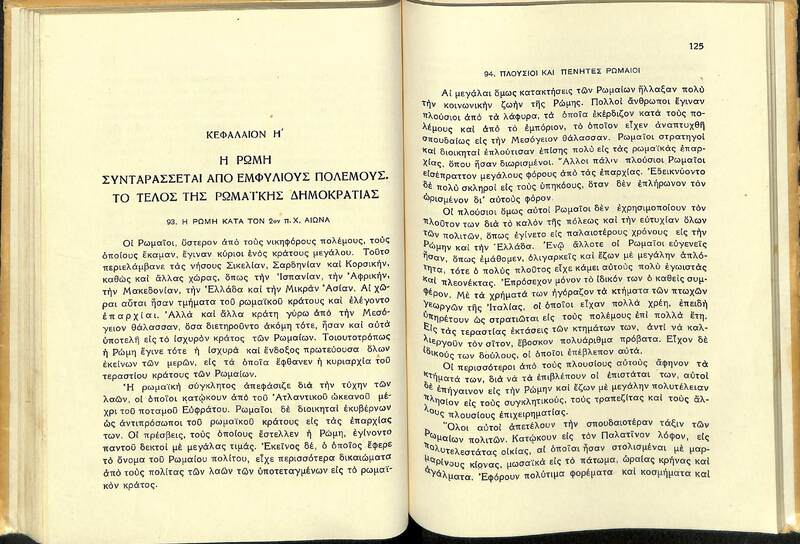 ΚΕΦΑΛΑΙΟΝ Η΄
Η ΡΩΜΗ
ΣΥΝΤΑΡΑΣΣΕΤΑΙ ΑΠΟ ΕΜΦΥΛΙΟΥΣ ΠΟΛΕΜΟΥΣ.
ΤΟ ΤΕΛΟΣ ΤΗΣ ΡΩΜΑΪΚΗΣ ΔΗΜΟΚΡΑΤΙΑΣ
93. Η ΡΩΜΗ ΚΑΤΑ ΤΟΝ 2ον π. Χ. ΑΙΩΝΑ
Οἱ Ρωμαῖοι, ὕστερον ἀπὸ τοὺς νικηφόρους πολέμους, τοὺς
ὁποίους ἔκαμαν, ἔγιναν κύριοι ἑνὸς κράτους μεγάλου. Τοῦτο
περιελάμβανε τὰς νήσους Σικελίαν, Σαρδηνίαν καὶ Κορσικήν,
καθὼς καὶ ἄλλας χώρας, ὅπως τὴν Ἱσπανίαν, τὴν Ἀφρικήν,
τὴν Μακεδονίαν, τὴν Ἑλλάδα καὶ τὴν Μικρὰν Ἀσίαν. Αἱ χῶ-
ραι αὗται ἦσαν τμήματα τοῦ ρωμαϊκοῦ κράτους καὶ ἐλέγοντο
ἐπαρχίαι. Ἀλλὰ καὶ ἄλλα κράτη γύρω ἀπὸ τὴν Μεσό-
γειον θάλασσαν, ὅσα διετηροῦντο ἀκόμη τότε, ἦσαν καὶ αὐτὰ
ὑποτελῆ εἰς τὸ ἰσχυρὸν κράτος τῶν Ρωμαίων. Τοιουτοτρόπως
ἡ Ρώμη ἔγινε τότε ἡ ἰσχυρὰ καὶ ἔνδοξος πρωτεύουσα ὅλων
ἐκείνων τῶν μερῶν, εἰς τὰ ὁποῖα ἔφθανεν ἡ κυριαρχία τοῦ
τεραστίου κράτους τῶν Ρωμαίων.
Ἡ ρωμαϊκὴ σύγκλητος ἀπεφάσιζε διὰ τὴν τύχην τῶν
λαῶν, οἱ ὁποῖοι κατῴκουν ἀπὸ τοῦ Ἀτλαντικοῦ ὠκεανοῦ μέ-
χρι τοῦ ποταμοῦ Εὐφράτου. Ρωμαῖοι δὲ διοικηταὶ ἐκυβέρνων
ὡς ἀντιπρόσωποι τοῦ ρωμαϊκοῦ κράτους εἰς τὰς ἐπαρχίας
των. Οἱ πρέσβεις, τοὺς ὁποίους ἔστελλεν ἡ Ρώμη, ἐγίνοντο
παντοῦ δεκτοὶ μὲ μεγάλας τιμάς. Ἐκεῖνος δέ, ὁ ὁποῖος ἔφερε
τὸ ὄνομα τοῦ Ρωμαίου πολίτου, εἶχε περισσότερα δικαιώματα
ἀπὸ τοὺς πολίτας τῶν λαῶν τῶν ὑποτεταγμένων εἰς τὸ ρωμαϊ-
κὸν κράτος.
125
94. ΠΛΟΥΣΙΟΙ ΚΑΙ ΠΕΝΗΤΕΣ ΡΩΜΑΙΟΙ
Αἱ μεγάλαι ὅμως κατακτήσεις τῶν Ρωμαίων ἤλλαξαν πολὺ
τὴν κοινωνικὴν ζωὴν τῆς Ρώμης. Πολλοὶ ἄνθρωποι ἔγιναν
πλούσιοι ἀπὸ τὰ λάφυρα, τὰ ὁποῖα ἐκέρδιζον κατὰ τοὺς πο-
λέμους καὶ ἀπὸ τὸ ἐμπόριον, τὸ ὁποῖον εἶχεν ἀναπτυχθῆ
σπουδαίως εἰς τὴν Μεσόγειον θάλασσαν. Ρωμαῖοι στρατηγοὶ
καὶ διοικηταὶ ἐπλούτισαν ἐπίσης πολὺ εἰς τὰς ρωμαϊκὰς ἐπαρ-
χίας, ὅπου ἦσαν διωρισμένοι. Ἄλλοι πάλιν πλούσιοι Ρωμαῖοι
εἰσέπραττον μεγάλους φόρους ἀπὸ τὰς ἐπαρχίας. Ἐδεικνύοντο
δὲ πολὺ σκληροὶ εἰς τοὺς ὑπηκόους, ὅταν δὲν ἐπλήρωνον τὸν
ὡρισμένον δι' αὐτοὺς φόρον.
Οἱ πλούσιοι ὅμως αὐτοὶ Ρωμαῖοι δὲν ἐχρησιμοποίουν τὸν
πλοῦτον των διὰ τὸ καλὸν τῆς πόλεως καὶ τὴν εὐτυχίαν ὅλων
τῶν πολιτῶν, ὅπως ἐγίνετο εἰς παλαιοτέρους χρόνους εἰς τὴν
Ρώμην καὶ τὴν Ἑλλάδα. Ἐνῷ ἄλλοτε οἱ Ρωμαῖοι εὐγενεῖς
ἦσαν, ὅπως ἐμάθομεν, ὀλιγαρκεῖς καὶ ἔζων μὲ μεγάλην ἁπλό-
τητα, τότε ὁ πολὺς πλοῦτος εἶχε κάμει αὐτοὺς πολὺ ἐγωιστὰς
καὶ πλεονέκτας. Ἐπρόσεχον μόνον τὸ ἰδικόν των ὁ καθεὶς συμ-
φέρον. Μὲ τὰ χρήματά των ἠγόραζον τὰ κτήματα τῶν πτωχῶν
γεωργῶν τῆς Ἰταλίας, οἱ ὁποῖοι εἶχαν πολλὰ χρέη, ἐπειδὴ
ὑπηρέτουν ὡς στρατιῶται εἰς τοὺς πολέμους ἐπὶ πολλὰ ἔτη.
Εἰς τὰς τεραστίας ἐκτάσεις τῶν κτημάτων των, ἀντὶ νὰ καλ-
λιεργοῦν τὸν σῖτον, ἔβοσκον πολυάριθμα πρόβατα. Εἶχον δὲ
ἰδικούς των δούλους, οἱ ὁποῖοι ἐπέβλεπον αὐτά.
Οἱ περισσότεροι ἀπὸ τοὺς πλουσίους αὐτοὺς ἄφηνον τὰ
κτήματά των, διὰ νὰ τὰ ἐπιβλέπουν οἱ ἐπιστάται των, αὐτοὶ
δὲ ἐπήγαινον εἰς τὴν Ρώμην καὶ ἔζων μὲ μεγάλην πολυτέλειαν
πλησίον εἰς τοὺς συγκλητικούς, τοὺς τραπεζίτας καὶ τοὺς ἄλ-
λους πλουσίους ἐπιχειρηματίας.
Ὅλοι αὐτοὶ ἀπετέλουν τὴν σπουδαιοτέραν τάξιν τῶν
Ρωμαίων πολιτῶν. Κατῴκουν εἰς τὸν Παλατῖνον λόφον, εἰς
πολυτελεστάτας οἰκίας, αἱ ὁποῖαι ἦσαν στολισμέναι μὲ μαρ-
μαρίνους κίονας, μωσαϊκὰ εἰς τὸ πάτωμα, ὡραίας κρήνας καὶ
ἀγάλματα. Ἐφόρουν πολύτιμα φορέματα καὶ κοσμήματα καὶ